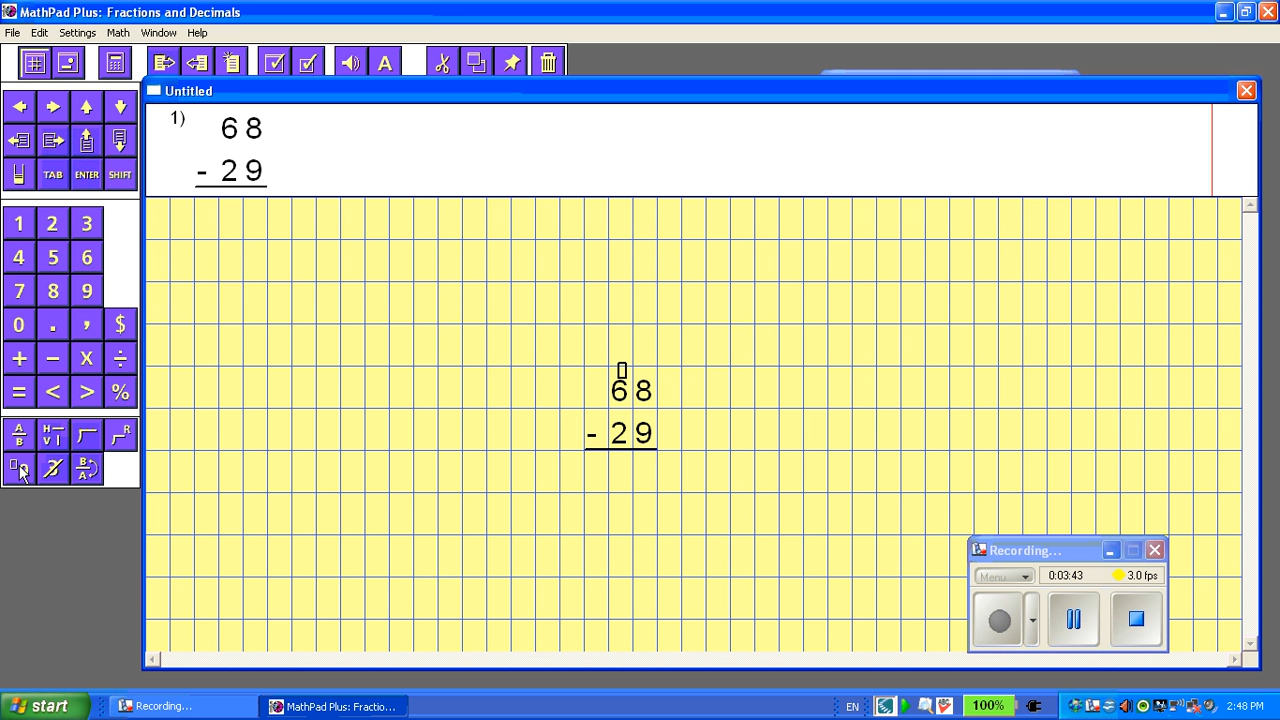 MathPad Plus: Fractions and Decimals
File Edit Settings Math Window Help
A
Untitled
1) 68
- 29
TAB ENTER SHIFT
1 2 3
4 5 6
7 8 9
0 . , $
+ − x ÷
= < > %
A
B
H V
R
3
B
A
68
- 29
Recording...
Menu 0:03:43 3.0 fps
start Recording... MathPad Plus: Fractio... EN 100% 2:48 PM